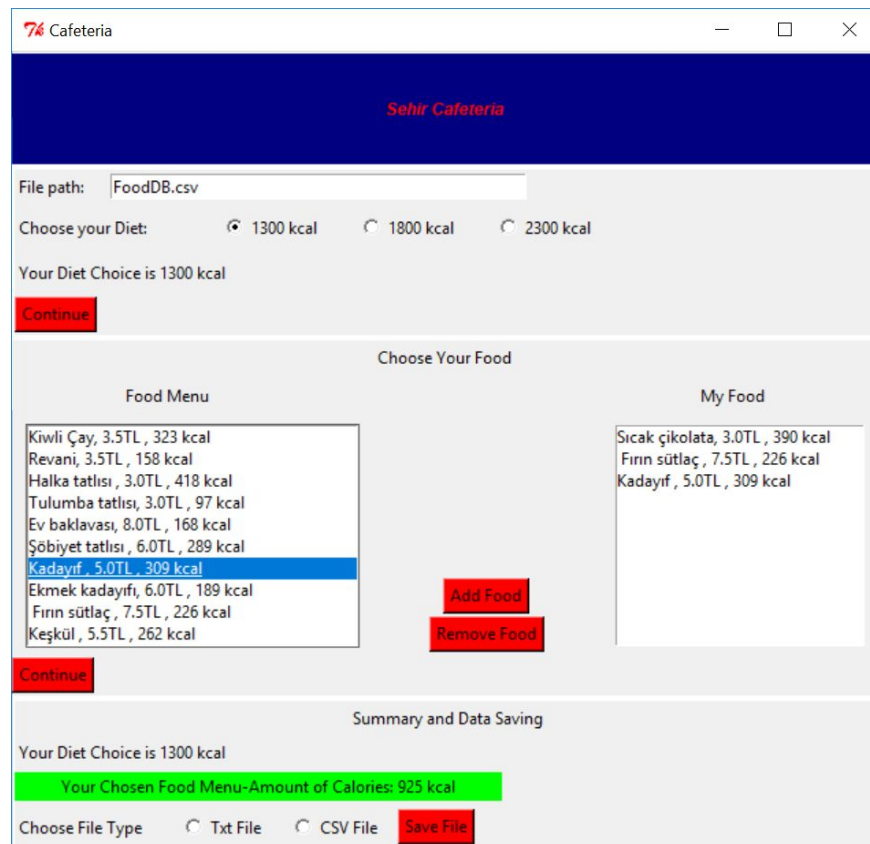 Cafeteria
Sehir Cafeteria
File path: FoodDB.csv
Choose your Diet: 1300 kcal 1800 kcal 2300 kcal
Your Diet Choice is 1300 kcal
Continue
Choose Your Food
Food Menu
Kiwli Çay, 3.5TL , 323 kcal
Revani, 3.5TL , 158 kcal
Halka tatlısı , 3.0TL , 418 kcal
Tulumba tatlısı, 3.0TL , 97 kcal
Ev baklavası, 8.0TL , 168 kcal
Şöbiyet tatlısı , 6.0TL , 289 kcal
Kadayıf , 5.0TL , 309 kcal
Ekmek kadayıfı, 6.0TL , 189 kcal
Fırın sütlaç , 7.5TL , 226 kcal
Keşkül , 5.5TL , 262 kcal
Add Food
Remove Food
My Food
Sıcak çikolata, 3.0TL , 390 kcal
Fırın sütlaç , 7.5TL , 226 kcal
Kadayıf , 5.0TL , 309 kcal
Continue
Summary and Data Saving
Your Diet Choice is 1300 kcal
Your Chosen Food Menu-Amount of Calories: 925 kcal
Choose File Type Txt File CSV File Save File